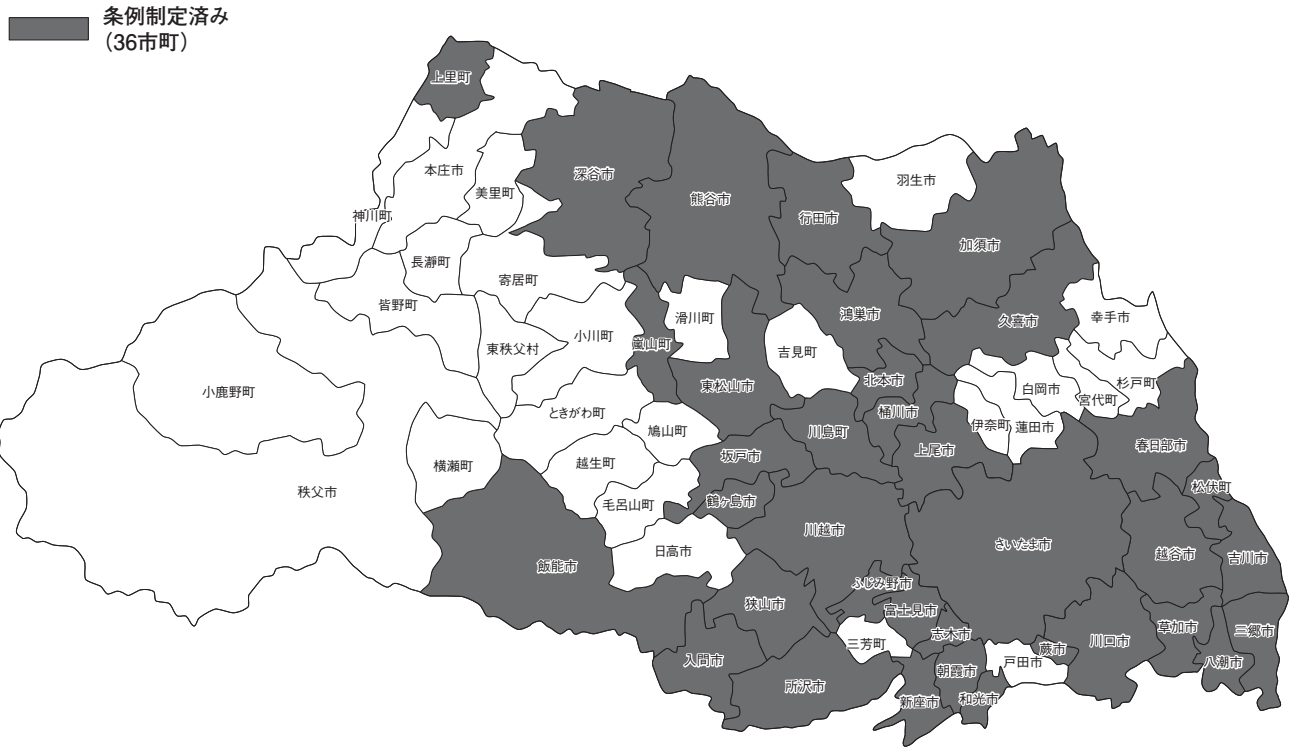 条例制定済み
（36市町）
上里町
本庄市
美里町
神川町
深谷市
熊谷市
行田市
羽生市
加須市
長瀞町
皆野町
寄居町
東秩父村
小川町
嵐山町
滑川町
吉見町
鴻巣市
久喜市
幸手市
小鹿野町
ときがわ町
東松山市
北本市
桶川市
白岡市
宮代町
杉戸町
伊奈町
蓮田市
横瀬町
秩父市
越生町
鳩山町
毛呂山町
坂戸市
川島町
上尾市
春日部市
松伏町
鶴ヶ島市
川越市
さいたま市
越谷市
吉川市
飯能市
日高市
狭山市
ふじみ野市
富士見市
志木市
三芳町
入間市
所沢市
新座市
朝霞市
和光市
戸田市
蕨市
川口市
草加市
八潮市
三郷市